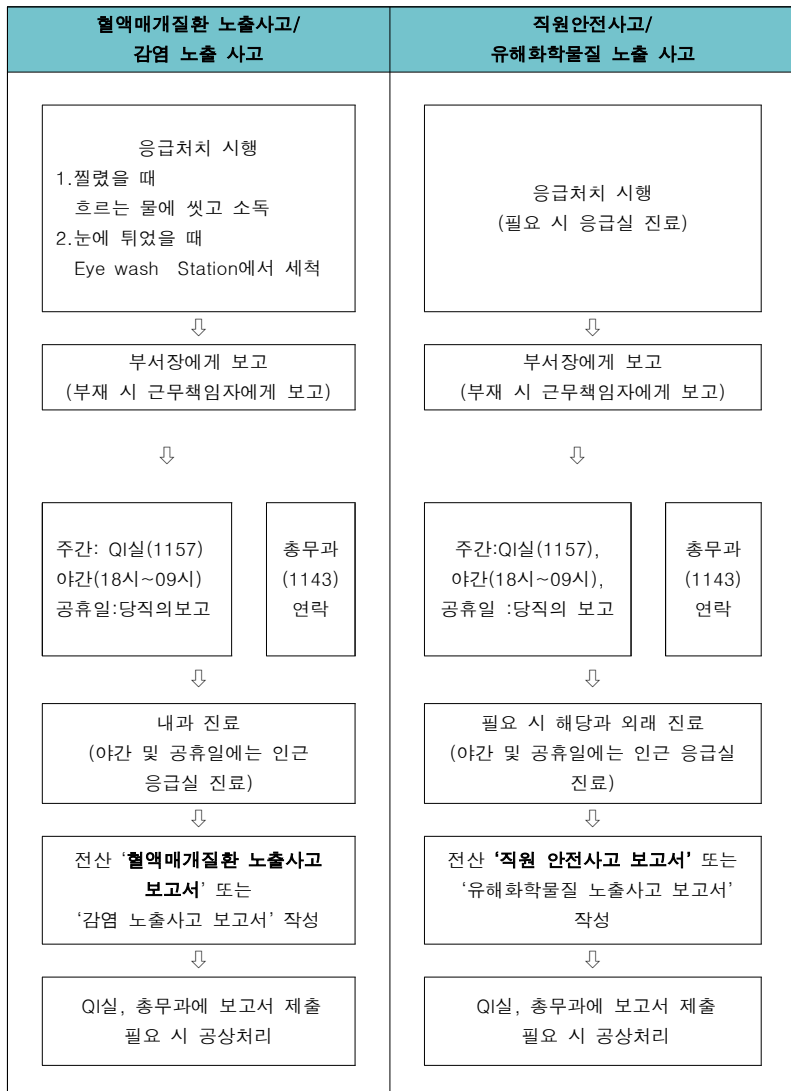 혈액매개질환 노출사고/
감염 노출 사고
응급처치 시행
1.찔렸을 때
흐르는 물에 씻고 소독
2.눈에 튀었을 때
Eye wash Station에서 세척
⇩
부서장에게 보고
(부재 시 근무책임자에게 보고)
⇩
주간: QI실(1157)
야간(18시~09시)
공휴일:당직의보고
총무과
(1143)
연락
⇩
내과 진료
(야간 및 공휴일에는 인근
응급실 진료)
⇩
전산 ‘혈액매개질환 노출사고
보고서’ 또는
‘감염 노출사고 보고서’ 작성
⇩
QI실, 총무과에 보고서 제출
필요 시 공상처리
직원안전사고/
유해화학물질 노출 사고
응급처치 시행
(필요 시 응급실 진료)
⇩
부서장에게 보고
(부재 시 근무책임자에게 보고)
⇩
주간:QI실(1157),
야간(18시~09시),
공휴일 :당직의 보고
총무과
(1143)
연락
⇩
필요 시 해당과 외래 진료
(야간 및 공휴일에는 인근 응급실
진료)
⇩
전산 ‘직원 안전사고 보고서’ 또는
‘유해화학물질 노출사고 보고서’
작성
⇩
QI실, 총무과에 보고서 제출
필요 시 공상처리